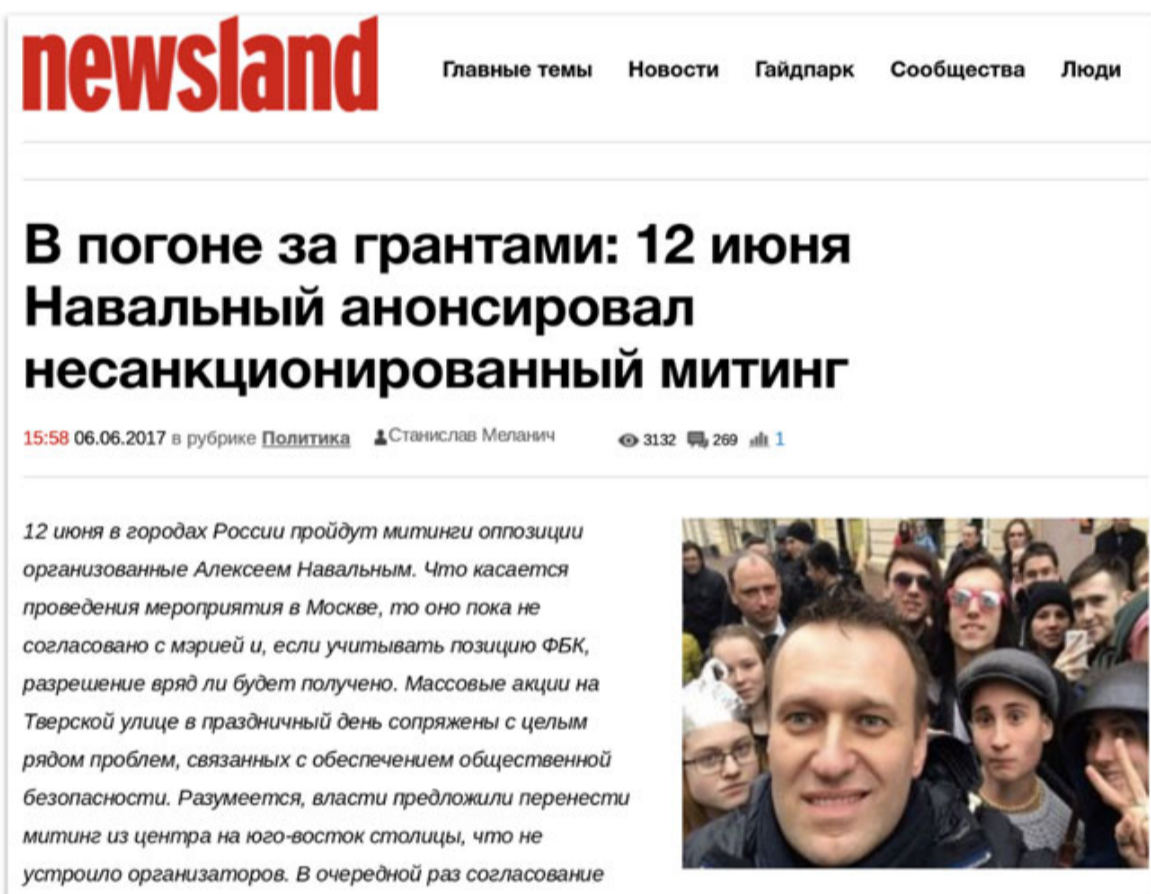 newsland
Главные темы Новости Гайдпарк Сообщества Люди
В погоне за грантами: 12 июня
Навальный анонсировал
несанкционированный митинг
15:58 06.06.2017 в рубрике Политика Станислав Меланич 3132 269 1
12 июня в городах России пройдут митинги оппозиции
организованные Алексеем Навальным. Что касается
проведения мероприятия в Москве, то оно пока не
согласовано с мэрией и, если учитывать позицию ФБК,
разрешение вряд ли будет получено. Массовые акции на
Тверской улице в праздничный день сопряжены с целым
рядом проблем, связанных с обеспечением общественной
безопасности. Разумеется, власти предложили перенести
митинг из центра на юго-восток столицы, что не
устроило организаторов. В очередной раз согласование